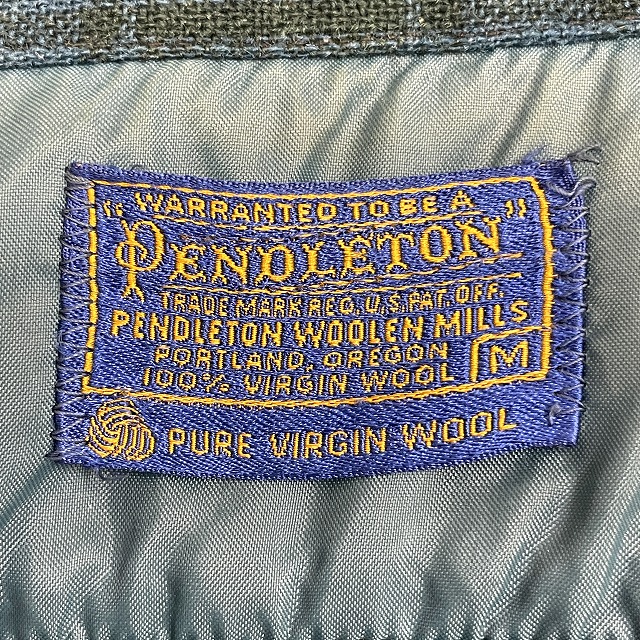 "WARRANTED TO BE A
PENDLETON"
TRADE MARK REG. U.S. PAT. OFF.
PENDLETON WOOLEN MILLS
PORTLAND, OREGON
100% VIRGIN WOOL M
PURE VIRGIN WOOL